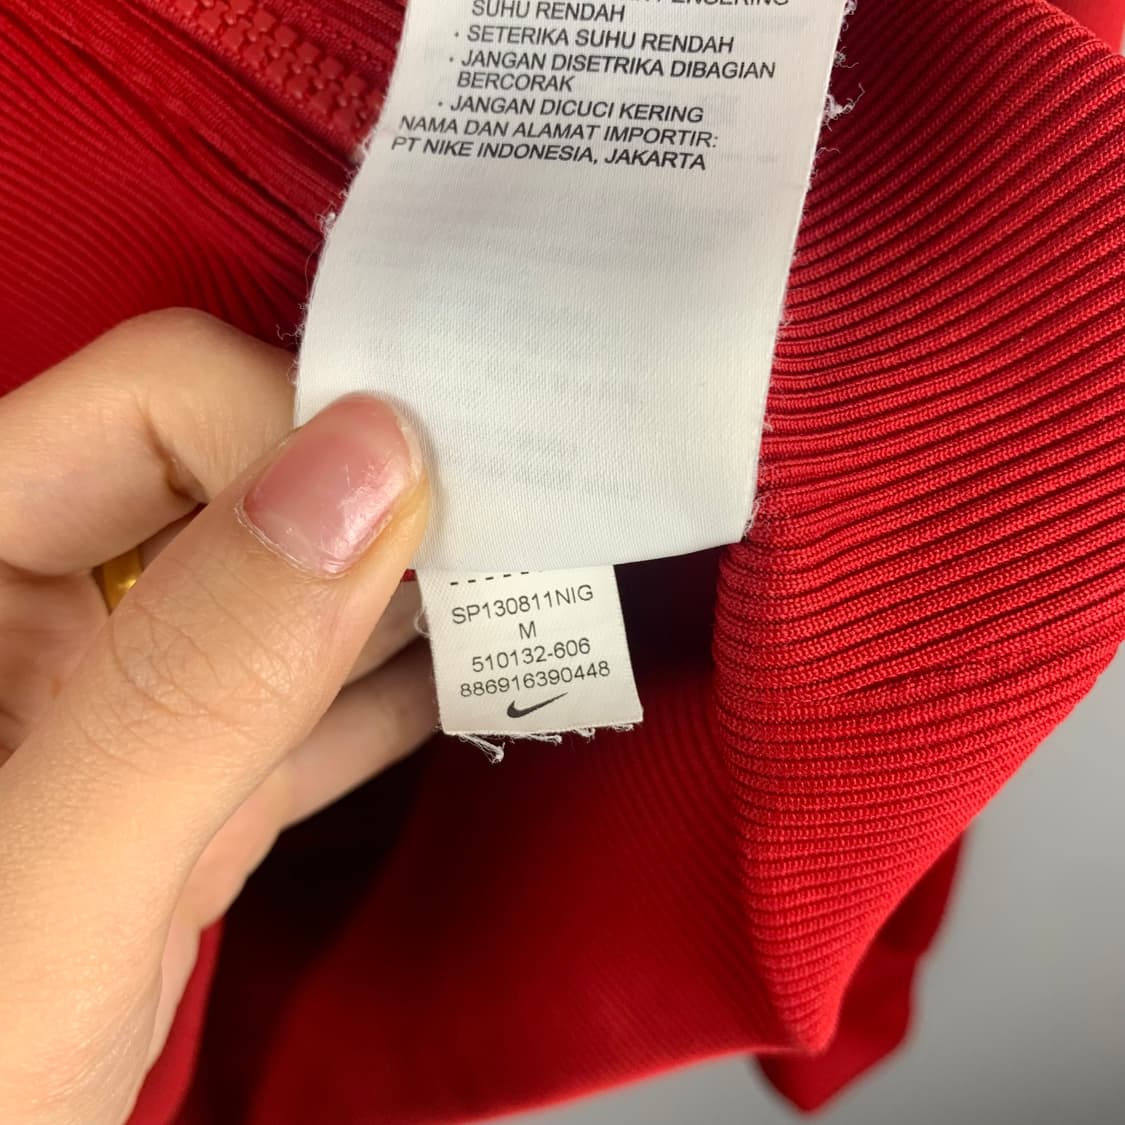 PENGERING
SUHU RENDAH
· SETERIKA SUHU RENDAH
· JANGAN DISETRIKA DIBAGIAN
BERCORAK
· JANGAN DICUCI KERING
NAMA DAN ALAMAT IMPORTIR:
PT NIKE INDONESIA, JAKARTA
SP130811NIG
M
510132-606
886916390448